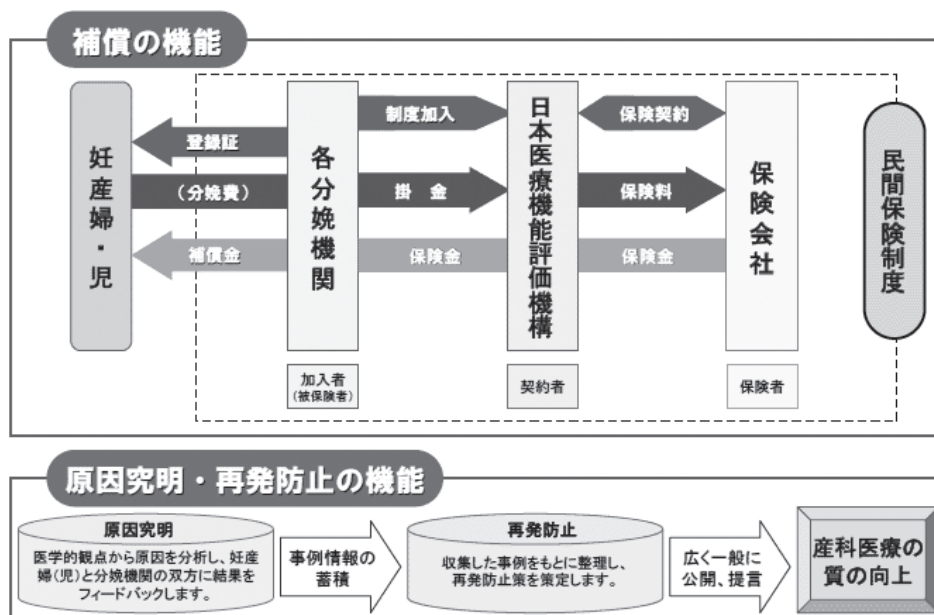 補償の機能
妊産婦・児
登録証
（分娩費）
補償金
各分娩機関
加入者
（被保険者）
制度加入
掛 金
保険金
日本医療機能評価機構
契約者
保険契約
保険料
保険金
保険会社
保険者
民間保険制度
原因究明・再発防止の機能
原因究明
医学的観点から原因を分析し、妊産
婦（児）と分娩機関の双方に結果を
フィードバックします。
事例情報の
蓄積
再発防止
収集した事例をもとに整理し、
再発防止策を策定します。
広く一般に
公開、提言
産科医療の
質の向上